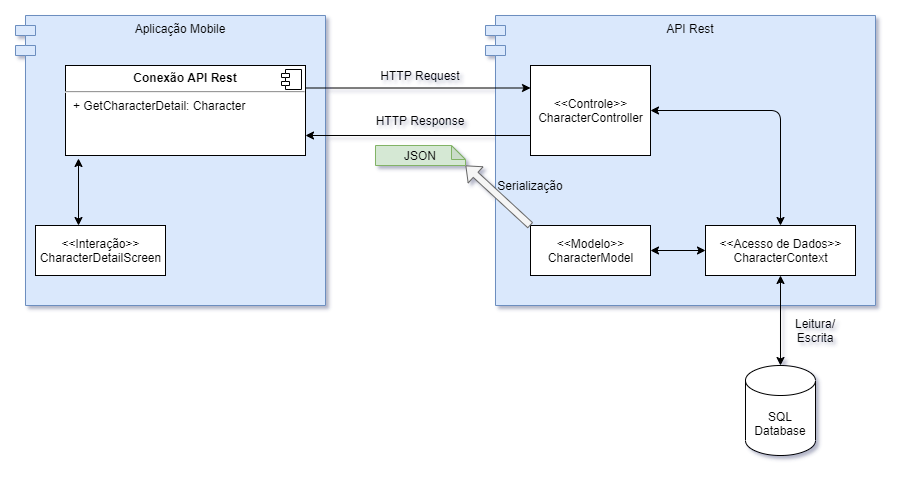 Aplicação Mobile
API Rest
Conexão API Rest
+ GetCharacterDetail: Character
HTTP Request
HTTP Response
JSON
Serialização
<<Controle>>
CharacterController
<<Interação>>
CharacterDetailScreen
<<Modelo>>
CharacterModel
<<Acesso de Dados>>
CharacterContext
Leitura/
Escrita
SQL
Database